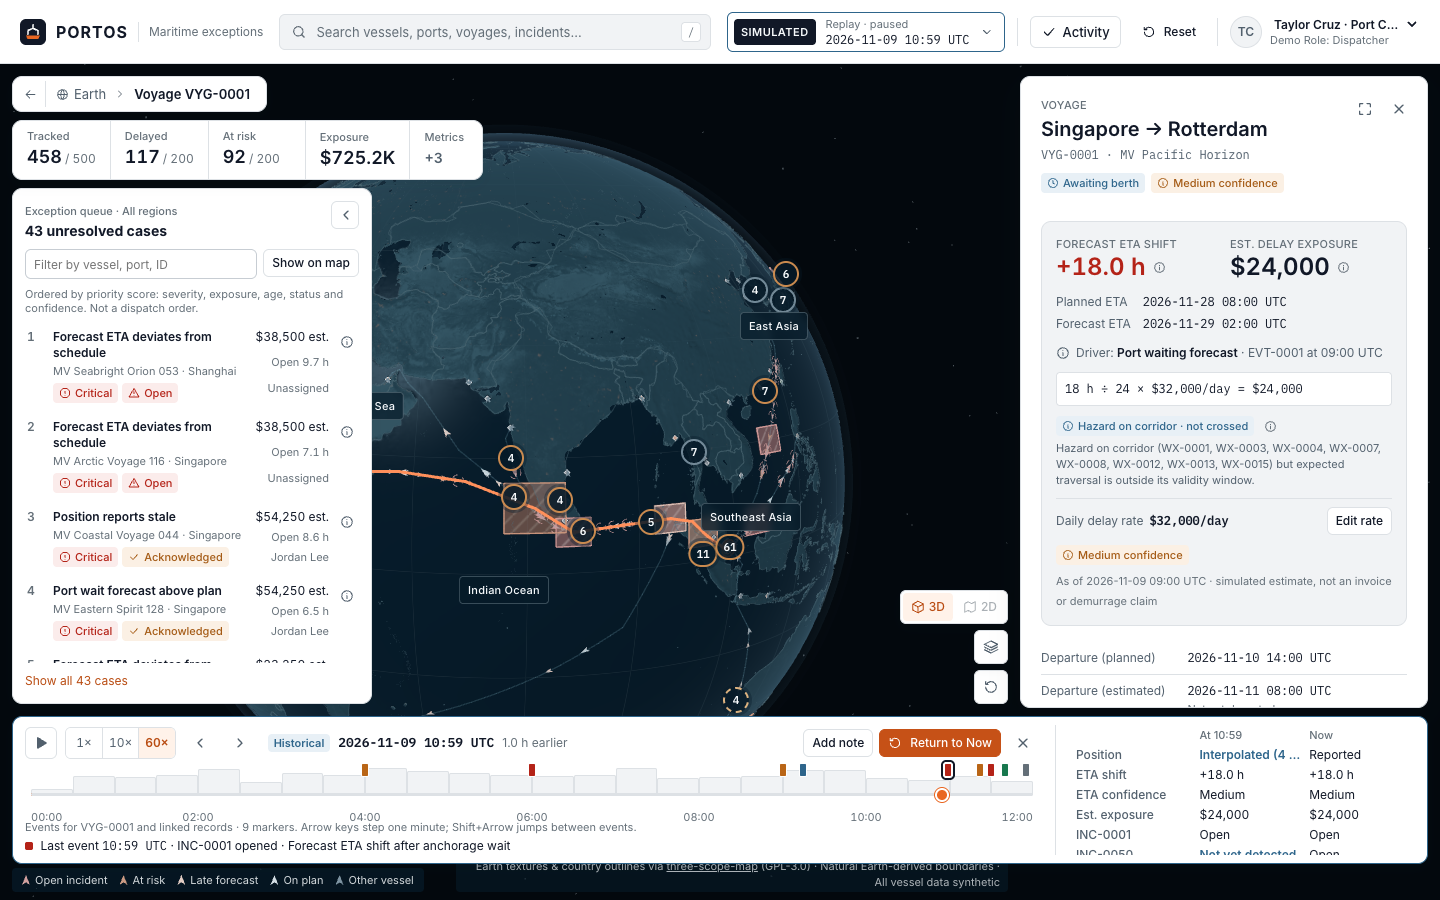 PORTOS
Maritime exceptions
Search vessels, ports, voyages, incidents...
/
SIMULATED
Replay · paused
2026-11-09 10:59 UTC
Activity
Reset
TC
Taylor Cruz · Port C...
Demo Role: Dispatcher
Earth
Voyage VYG-0001
Tracked
458 / 500
Delayed
117 / 200
At risk
92 / 200
Exposure
$725.2K
Metrics
+3
Exception queue · All regions
43 unresolved cases
Filter by vessel, port, ID
Show on map
Ordered by priority score: severity, exposure, age, status and
confidence. Not a dispatch order.
1
Forecast ETA deviates from
schedule
MV Seabright Orion 053 · Shanghai
Critical
Open
$38,500 est.
Open 9.7 h
Unassigned
2
Forecast ETA deviates from
schedule
MV Arctic Voyage 116 · Singapore
Critical
Open
$38,500 est.
Open 7.1 h
Unassigned
3
Position reports stale
MV Coastal Voyage 044 · Singapore
Critical
Acknowledged
$54,250 est.
Open 8.6 h
Jordan Lee
4
Port wait forecast above plan
MV Eastern Spirit 128 · Singapore
Critical
Acknowledged
$54,250 est.
Open 6.5 h
Jordan Lee
Show all 43 cases
6
4
7
East Asia
7
Sea
7
4
4
4
6
5
Southeast Asia
11
61
Indian Ocean
4
3D
2D
VOYAGE
Singapore → Rotterdam
VYG-0001 · MV Pacific Horizon
Awaiting berth
Medium confidence
FORECAST ETA SHIFT
+18.0 h
EST. DELAY EXPOSURE
$24,000
Planned ETA 2026-11-28 08:00 UTC
Forecast ETA 2026-11-29 02:00 UTC
Driver: Port waiting forecast · EVT-0001 at 09:00 UTC
18 h ÷ 24 × $32,000/day = $24,000
Hazard on corridor · not crossed
Hazard on corridor (WX-0001, WX-0003, WX-0004, WX-0007,
WX-0008, WX-0012, WX-0013, WX-0015) but expected
traversal is outside its validity window.
Daily delay rate $32,000/day
Edit rate
Medium confidence
As of 2026-11-09 09:00 UTC · simulated estimate, not an invoice
or demurrage claim
Departure (planned) 2026-11-10 14:00 UTC
Departure (estimated) 2026-11-11 08:00 UTC
1×
10×
60×
Historical
2026-11-09 10:59 UTC
1.0 h earlier
Add note
Return to Now
00:00
02:00
04:00
06:00
08:00
10:00
12:00
Events for VYG-0001 and linked records · 9 markers. Arrow keys step one minute; Shift+Arrow jumps between events.
Last event 10:59 UTC · INC-0001 opened · Forecast ETA shift after anchorage wait
At 10:59 Now
Position Interpolated (4 ... Reported
ETA shift +18.0 h +18.0 h
ETA confidence Medium Medium
Est. exposure $24,000 $24,000
INC-0001 Open Open
INC-0050 Not yet detected Open
Open incident
At risk
Late forecast
On plan
Other vessel
Earth textures & country outlines via three-scope-map (GPL-3.0) · Natural Earth-derived boundaries ·
All vessel data synthetic